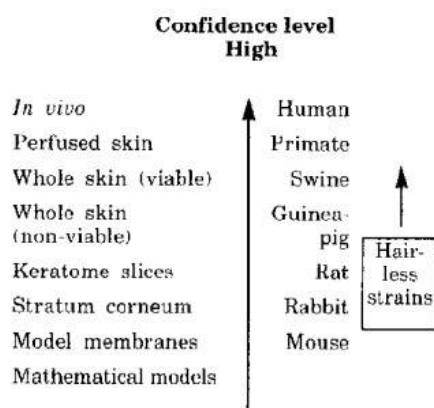 Confidence level
High
In vivo
Human
Perfused skin
Primate
Whole skin (viable)
Swine
Whole skin
(non-viable)
Guinea-
pig
Keratome slices
Rat
Stratum corneum
Rabbit
Model membranes
Mouse
Mathematical models
Hair-
less
strains